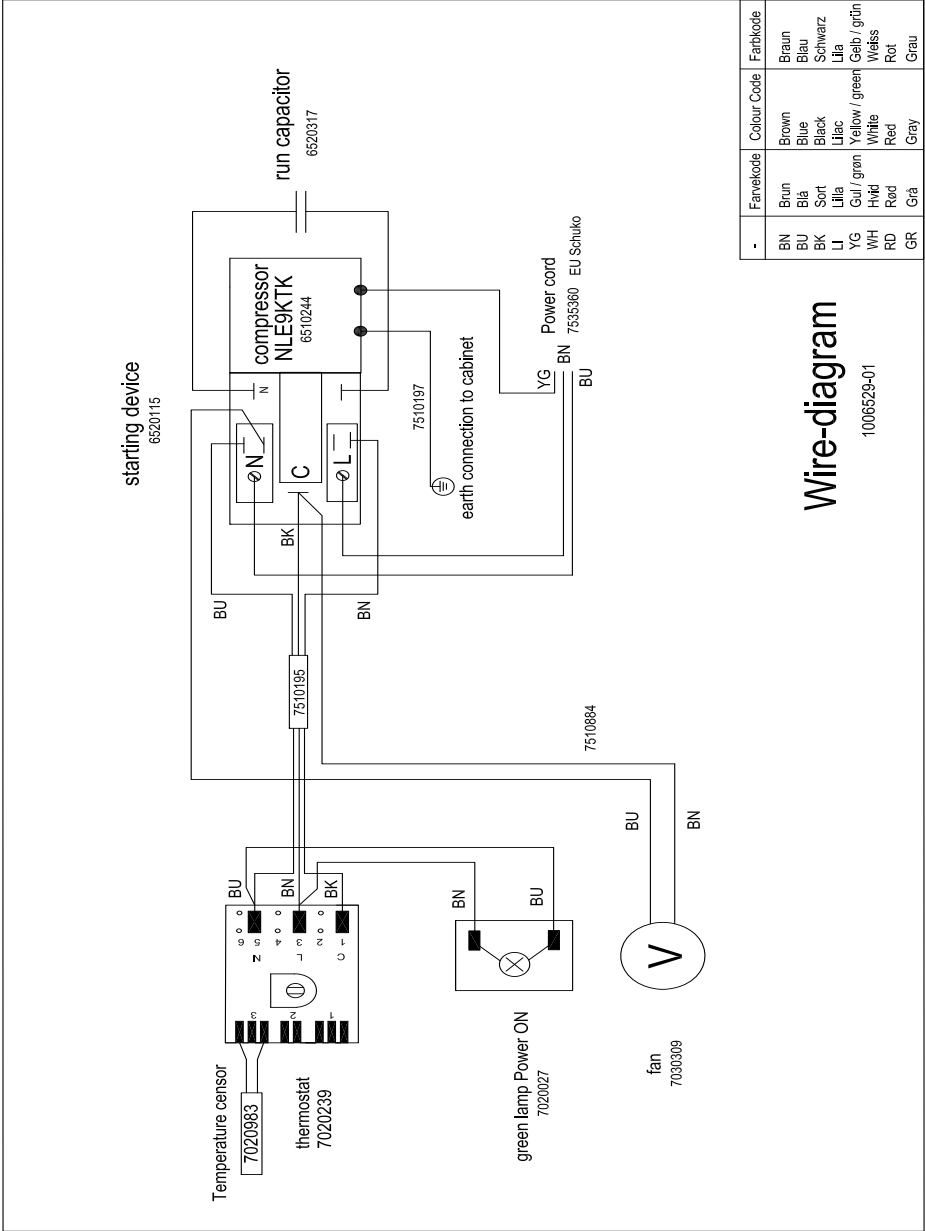 starting device
6520115
run capacitor
6520317
compressor
NLE9KTK
6510244
N
N
C
L
BU
BK
BN
7510195
7510197
earth connection to cabinet
YG
BN
BU
Power cord
7535360 EU Schuko
7510884
Temperature censor
7020983
thermostat
7020239
3
2
1
6
5
4
3
2
1
N
L
C
BU
BN
BK
BN
BU
green lamp Power ON
7020027
BU
BN
V
fan
7030309
Wire-diagram
1006529-01
- Farvekode Colour Code Farbkode
BN Brun Brown Braun
BU Blå Blue Blau
BK Sort Black Schwarz
LI Lilla Lilac Lila
YG Gul / grøn Yellow / green Gelb / grün
WH Hvid White Weiss
RD Rød Red Rot
GR Grå Gray Grau